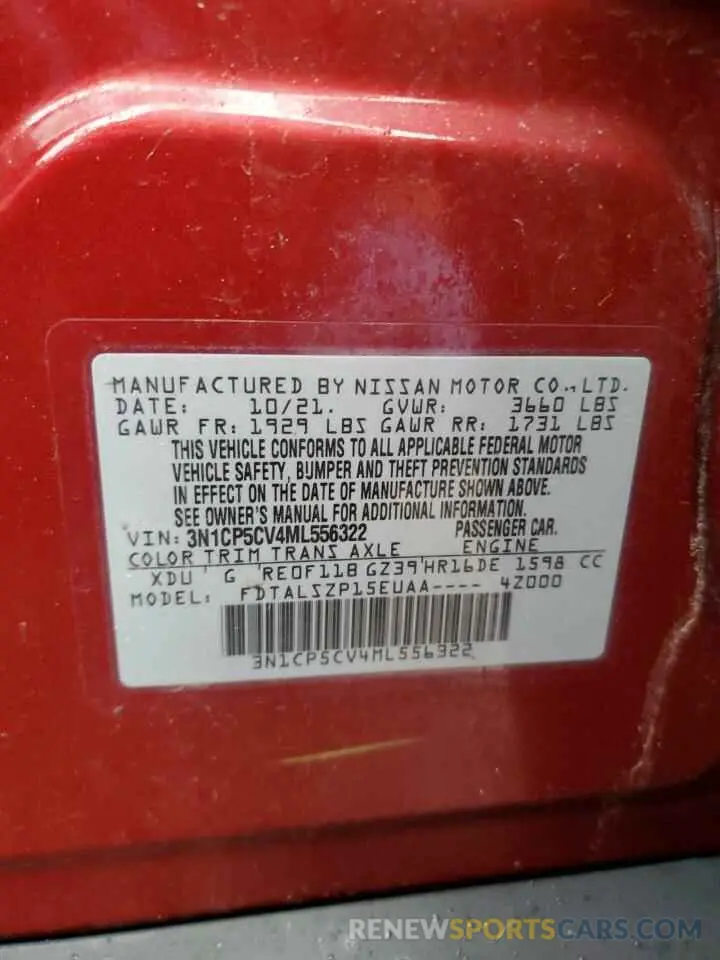 MANUFACTURED BY NISSAN MOTOR CO., LTD.
DATE: 10/21. GVWR: 3660 LBS
GAWR FR: 1929 LBS GAWR RR: 1731 LBS
THIS VEHICLE CONFORMS TO ALL APPLICABLE FEDERAL MOTOR
VEHICLE SAFETY, BUMPER AND THEFT PREVENTION STANDARDS
IN EFFECT ON THE DATE OF MANUFACTURE SHOWN ABOVE.
SEE OWNER'S MANUAL FOR ADDITIONAL INFORMATION.
VIN: 3N1CP5CV4ML556322 PASSENGER CAR.
COLOR TRIM TRANS AXLE ENGINE
XDU ' G 'RE0F11B GZ39'HR16DE 1598 CC
MODEL: FDTALSZP15EUAA---- 4Z000
3N1CP5CV4ML556322
RENEWSPORTSCARS.COM